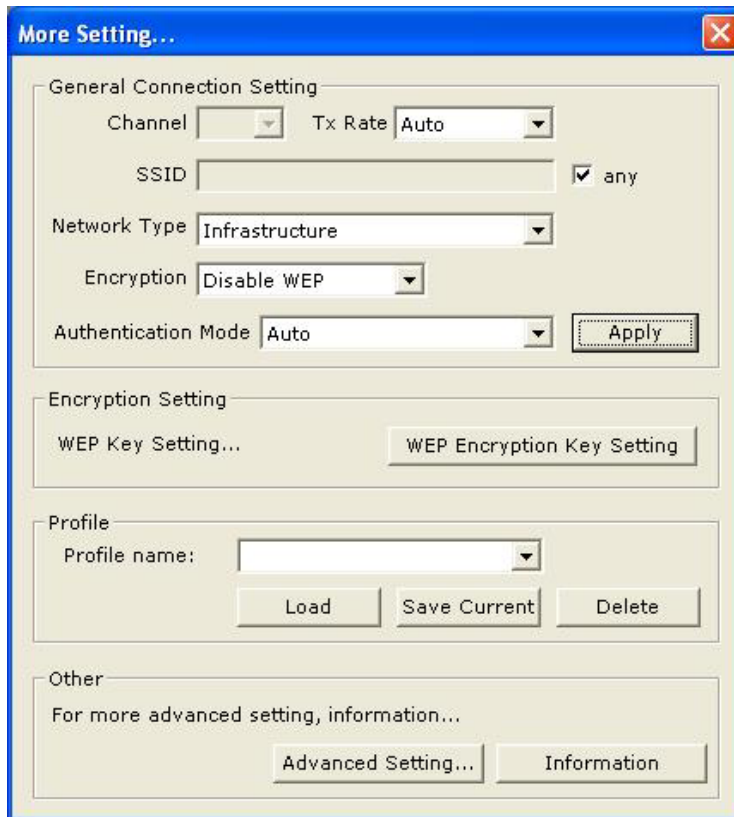 More Setting...
General Connection Setting
Channel Tx Rate Auto
SSID any
Network Type Infrastructure
Encryption Disable WEP
Authentication Mode Auto Apply
Encryption Setting
WEP Key Setting... WEP Encryption Key Setting
Profile
Profile name:
Load Save Current Delete
Other
For more advanced setting, information...
Advanced Setting... Information